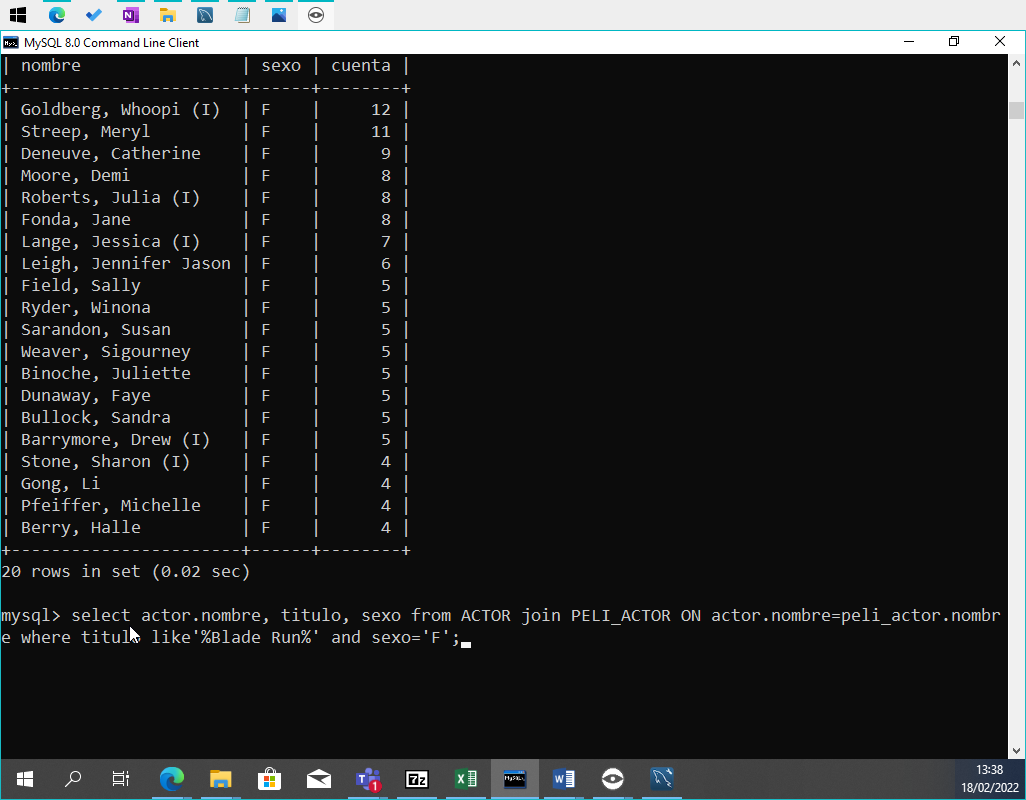 MySQL 8.0 Command Line Client
| nombre | sexo | cuenta |
+-----------------------+------+--------+
| Goldberg, Whoopi (I) | F | 12 |
| Streep, Meryl | F | 11 |
| Deneuve, Catherine | F | 9 |
| Moore, Demi | F | 8 |
| Roberts, Julia (I) | F | 8 |
| Fonda, Jane | F | 8 |
| Lange, Jessica (I) | F | 7 |
| Leigh, Jennifer Jason | F | 6 |
| Field, Sally | F | 5 |
| Ryder, Winona | F | 5 |
| Sarandon, Susan | F | 5 |
| Weaver, Sigourney | F | 5 |
| Binoche, Juliette | F | 5 |
| Dunaway, Faye | F | 5 |
| Bullock, Sandra | F | 5 |
| Barrymore, Drew (I) | F | 5 |
| Stone, Sharon (I) | F | 4 |
| Gong, Li | F | 4 |
| Pfeiffer, Michelle | F | 4 |
| Berry, Halle | F | 4 |
+-----------------------+------+--------+
20 rows in set (0.02 sec)
mysql> select actor.nombre, titulo, sexo from ACTOR join PELI_ACTOR ON actor.nombre=peli_actor.nombr
e where titulo like'%Blade Run%' and sexo='F';
13:38
18/02/2022